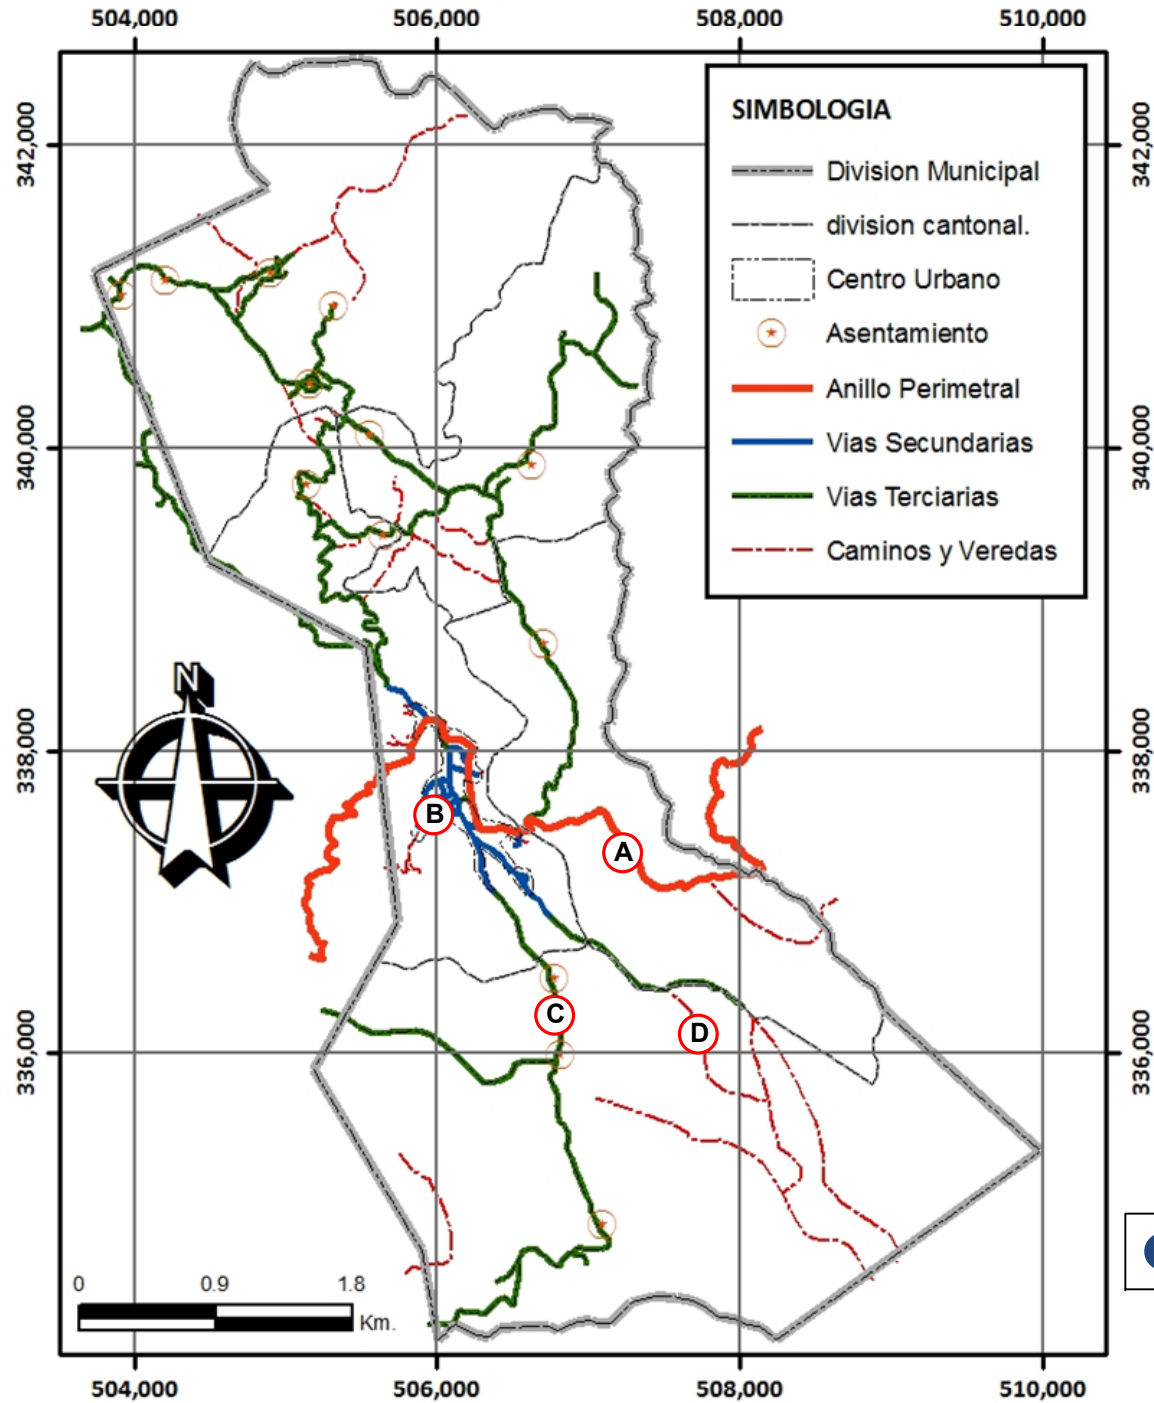 504,000 506,000 508,000 510,000
342,000 342,000
SIMBOLOGIA
Division Municipal
division cantonal.
Centro Urbano
Asentamiento
Anillo Perimetral
Vias Secundarias
Vias Terciarias
Caminos y Veredas
340,000 340,000
N
338,000 338,000
B
A
C
D
336,000 336,000
0 0.9 1.8
Km.
504,000 506,000 508,000 510,000